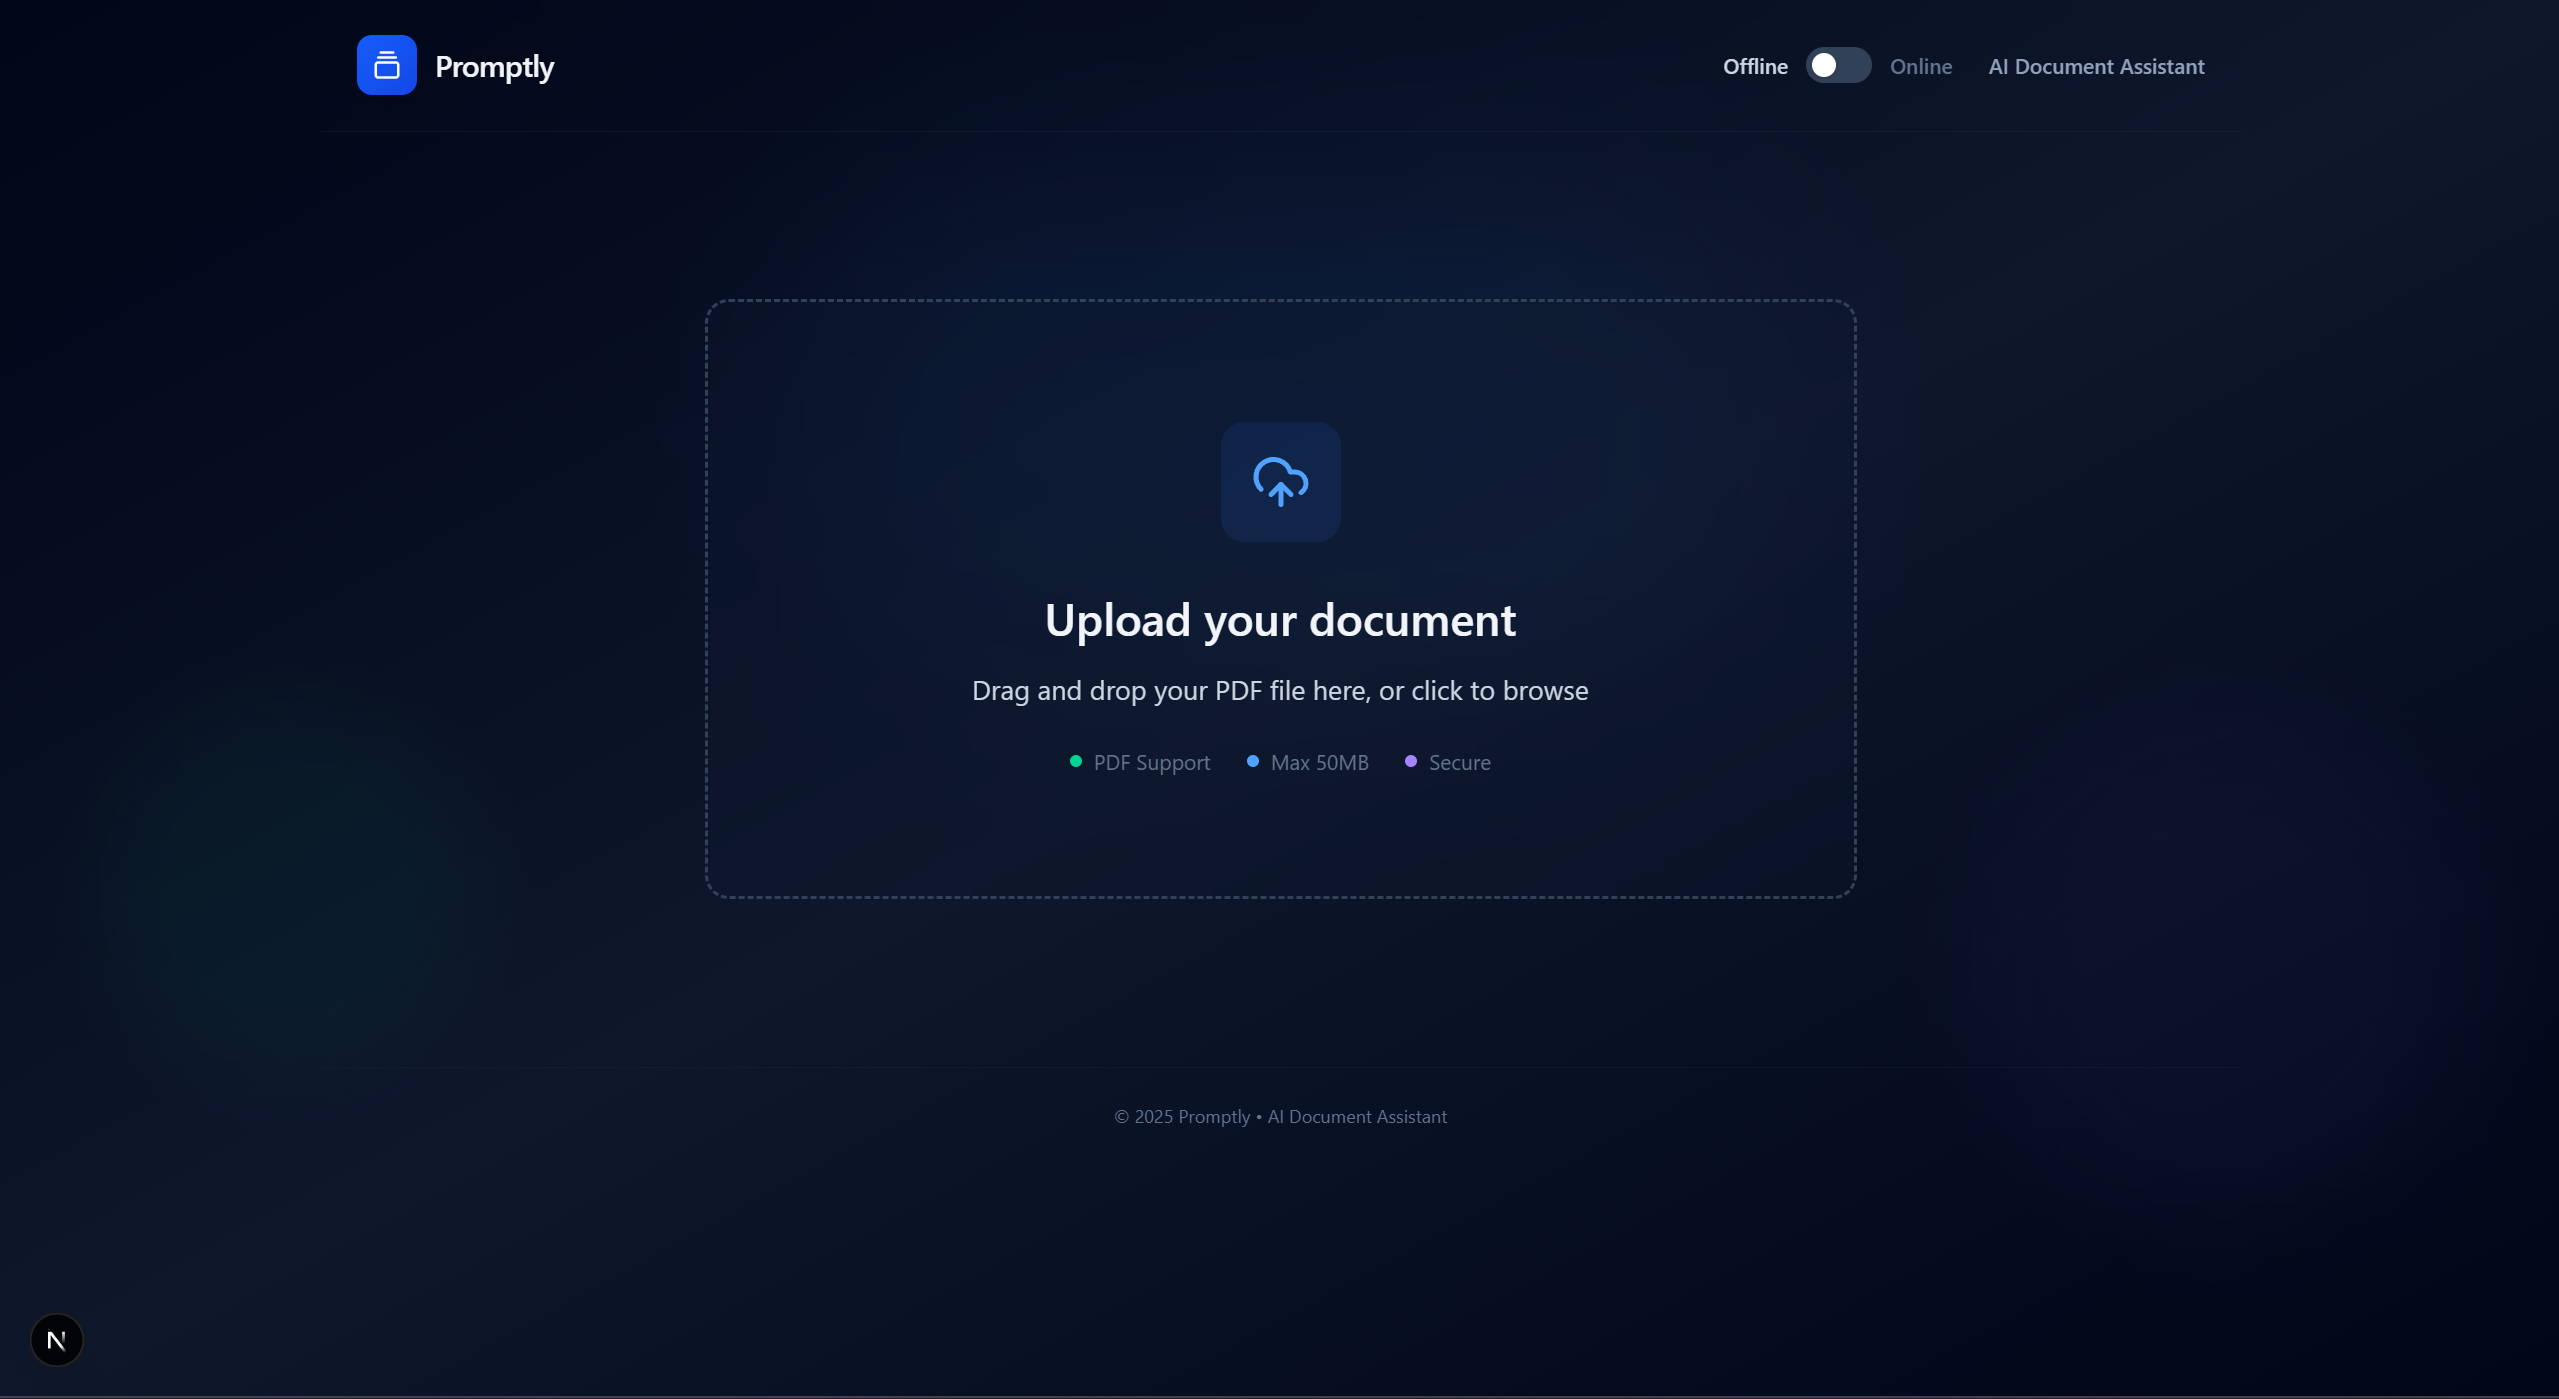 Promptly
Offline
Online
AI Document Assistant
Upload your document
Drag and drop your PDF file here, or click to browse
PDF Support
Max 50MB
Secure
© 2025 Promptly • AI Document Assistant
N